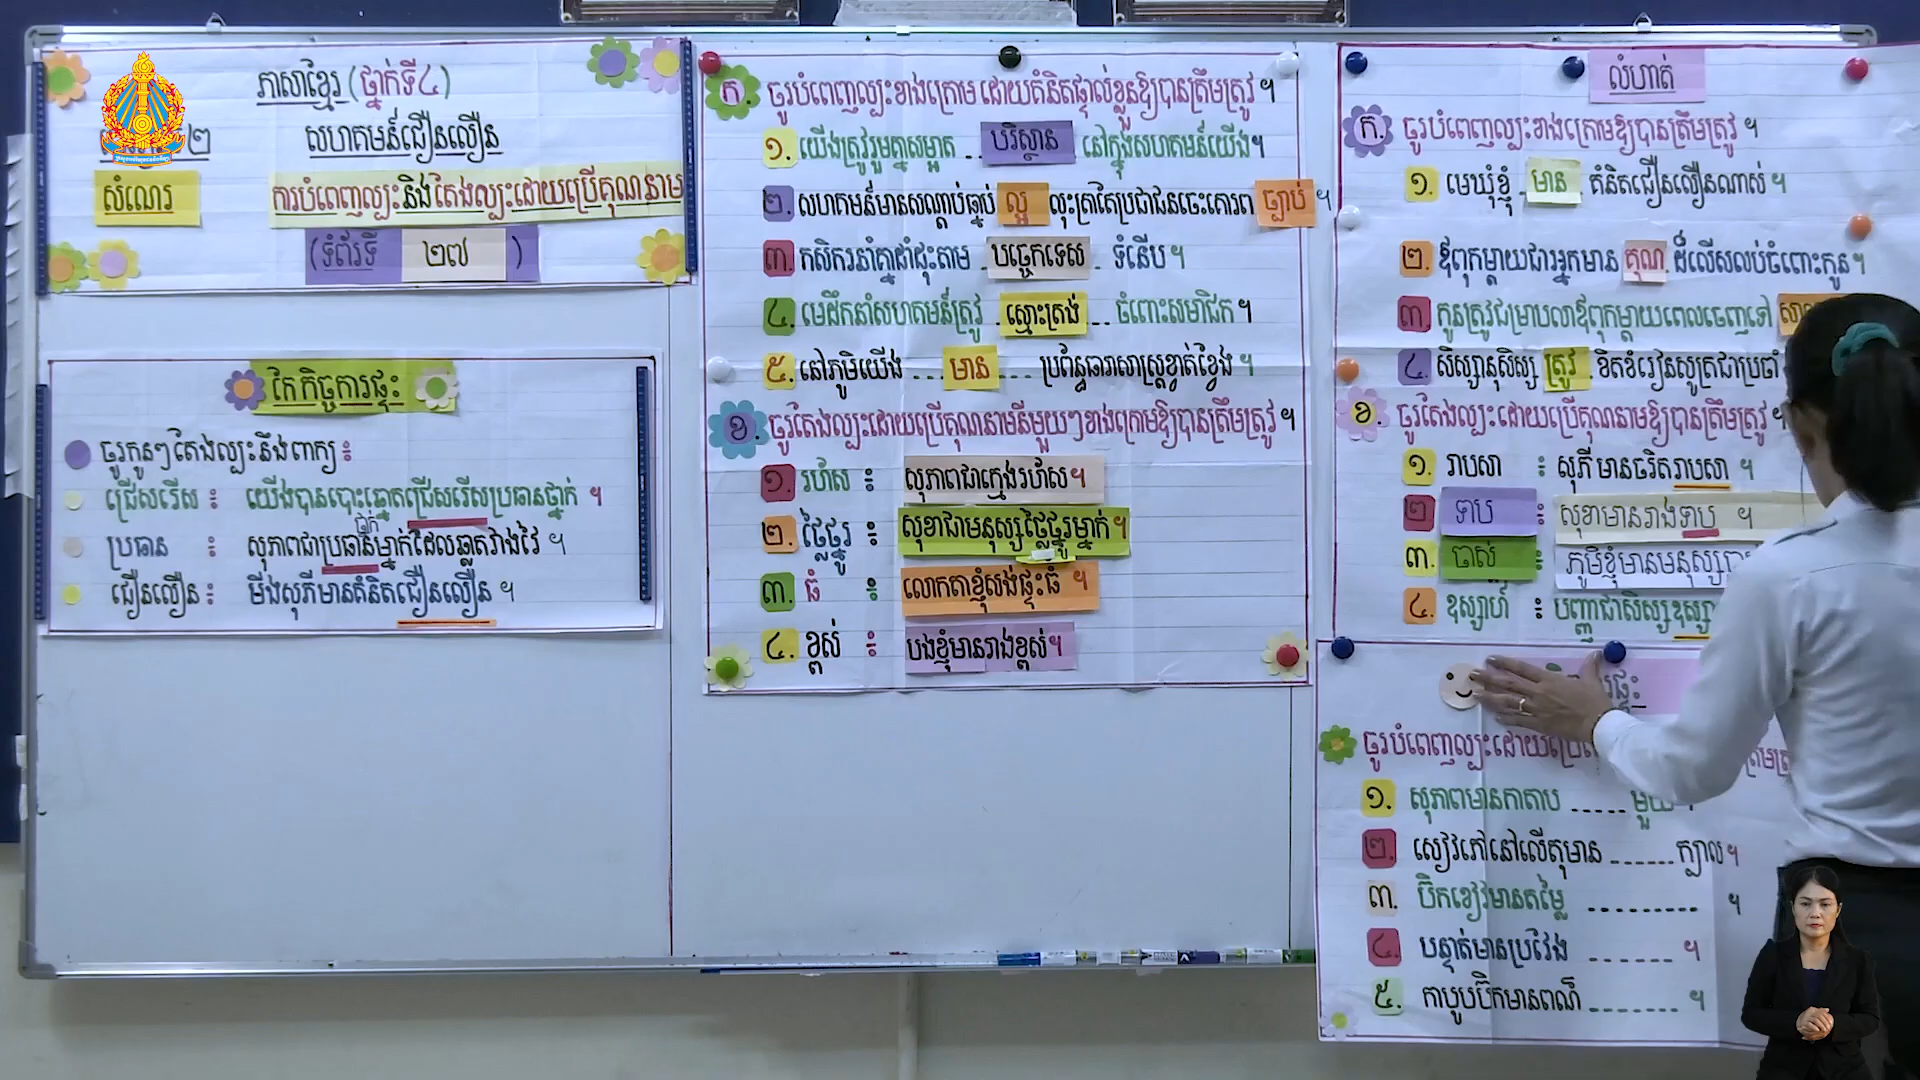 ភាសាខ្មែរ (ថ្នាក់ទី៤)
២ សហគមន៍ជឿនលឿន
សំណេរ ការបំពេញល្បះនិងតែងល្បះដោយប្រើគុណនាម
(ទំព័រទី ២៧ )
កែកិច្ចការផ្ទះ
ចូរកូនៗតែងល្បះនឹងពាក្យ៖
ជ្រើសរើស ៖ យើងបានបោះឆ្នោតជ្រើសរើសប្រធានថ្នាក់ ។
ថ្នាក់
ប្រធាន ៖ សុភាពជាប្រធានម្នាក់ដែលឆ្លាតវាងវៃ ។
ជឿនលឿន ៖ មីងសុភីមានគំនិតជឿនលឿន ។
ក. ចូរបំពេញល្បះខាងក្រោមដោយគំនិតផ្ទាល់ខ្លួនឱ្យបានត្រឹមត្រូវ ។
១. យើងត្រូវរួមគ្នាសម្អាត .. បរិស្ថាន នៅក្នុងសហគមន៍យើង។
២. សហគមន៍មានសណ្តាប់ធ្នាប់ ល្អ លុះត្រាតែប្រជាជនចេះគោរព ច្បាប់ ។
៣. កសិករនាំគ្នាដាំដុះតាម . បច្ចេកទេស . ទំនើប។
៤. មេដឹកនាំសហគមន៍ត្រូវ . ស្មោះត្រង់ ... ចំពោះសមាជិក។
៥. នៅភូមិយើង ... មាន ... ប្រព័ន្ធធារាសាស្ត្រខ្វាត់ខ្វែង ។
ខ. ចូរតែងល្បះដោយប្រើគុណនាមនីមួយៗខាងក្រោមឱ្យបានត្រឹមត្រូវ ។
១. រហ័ស ៖ សុភាពជាក្មេងរហ័ស។
២. ថ្លៃថ្នូរ ៖ សុខាជាមនុស្សថ្លៃថ្នូរម្នាក់។
៣. ធំ ៖ លោកតាខ្ញុំសង់ផ្ទះធំ ។
៤. ខ្ពស់ ៖ បងខ្ញុំមានរាងខ្ពស់។
លំហាត់
ក. ចូរបំពេញល្បះខាងក្រោមឱ្យបានត្រឹមត្រូវ ។
១. មេឃុំខ្ញុំ . មាន . គំនិតជឿនលឿនណាស់ ។
២. ឪពុកម្តាយជាអ្នកមាន គុណ . ដ៏លើសលប់ចំពោះកូន។
៣. កូនត្រូវជម្រាបលាឪពុកម្តាយពេលចេញទៅ
៤. សិស្សានុសិស្ស ត្រូវ . ខិតខំរៀនសូត្រជាប្រចាំ
ខ. ចូរតែងល្បះដោយប្រើគុណនាមឱ្យបានត្រឹមត្រូវ ។
១. រាបសា ៖ សុភីមានចរិតរាបសា ។
២ ទាប ៖ សុខាមានរាងទាប ។
៣. ចាស់ ៖ ភូមិខ្ញុំមានមនុស្ស
៤. ឧស្សាហ៍ ៖ បញ្ញាជាសិស្សឧស្សា
ផ្ទះ
ចូរបំពេញល្បះដោយ
១. សុភាពមានកាតាប ..... មួយ ។
២. សៀវភៅនៅលើតុមាន ...... ក្បាល។
៣. ប៊ិកខៀវមានតម្លៃ ......... ។
៤. បន្ទាត់មានប្រវែង ....... ។
៥. កាបូបប៊ិកមានពណ៌ ........ ។